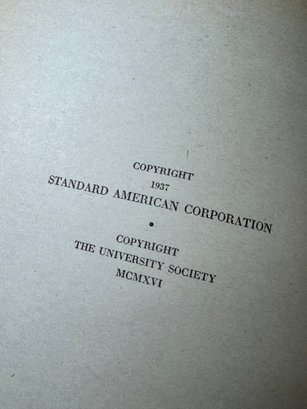 COPYRIGHT
1937
STANDARD AMERICAN CORPORATION
•
COPYRIGHT
THE UNIVERSITY SOCIETY
MCMXVI